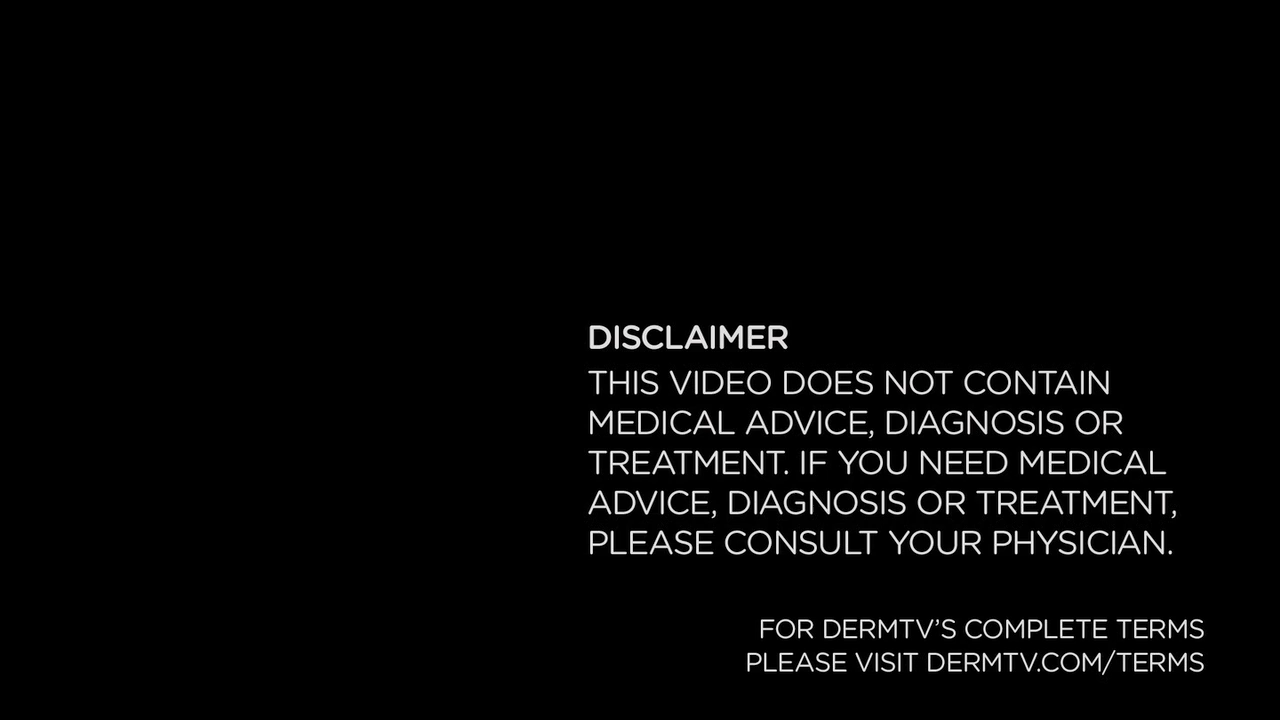 DISCLAIMER
THIS VIDEO DOES NOT CONTAIN
MEDICAL ADVICE, DIAGNOSIS OR
TREATMENT. IF YOU NEED MEDICAL
ADVICE, DIAGNOSIS OR TREATMENT,
PLEASE CONSULT YOUR PHYSICIAN.
FOR DERMTV’S COMPLETE TERMS
PLEASE VISIT DERMTV.COM/TERMS